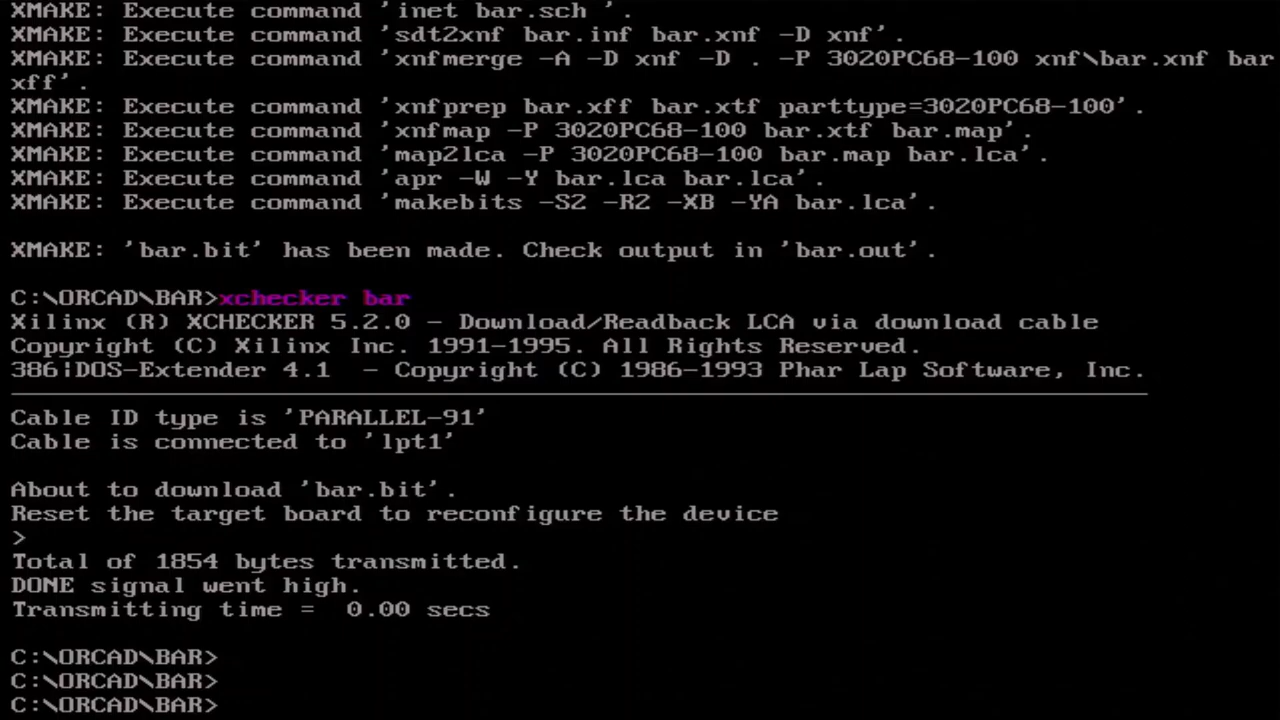 XMAKE: Execute command 'inet bar.sch '.
XMAKE: Execute command 'sdt2xnf bar.inf bar.xnf -D xnf'.
XMAKE: Execute command 'xnfmerge -A -D xnf -D . -P 3020PC68-100 xnf\bar.xnf bar
xff'.
XMAKE: Execute command 'xnfprep bar.xff bar.xtf parttype=3020PC68-100'.
XMAKE: Execute command 'xnfmap -P 3020PC68-100 bar.xtf bar.map'.
XMAKE: Execute command 'map2lca -P 3020PC68-100 bar.map bar.lca'.
XMAKE: Execute command 'apr -W -Y bar.lca bar.lca'.
XMAKE: Execute command 'makebits -S2 -R2 -XB -YA bar.lca'.
XMAKE: 'bar.bit' has been made. Check output in 'bar.out'.
C:\ORCAD\BAR>xchecker bar
Xilinx (R) XCHECKER 5.2.0 - Download/Readback LCA via download cable
Copyright (C) Xilinx Inc. 1991-1995. All Rights Reserved.
386|DOS-Extender 4.1  - Copyright (C) 1986-1993 Phar Lap Software, Inc.
Cable ID type is 'PARALLEL-91'
Cable is connected to 'lpt1'
About to download 'bar.bit'.
Reset the target board to reconfigure the device
>
Total of 1854 bytes transmitted.
DONE signal went high.
Transmitting time =  0.00 secs
C:\ORCAD\BAR>
C:\ORCAD\BAR>
C:\ORCAD\BAR>